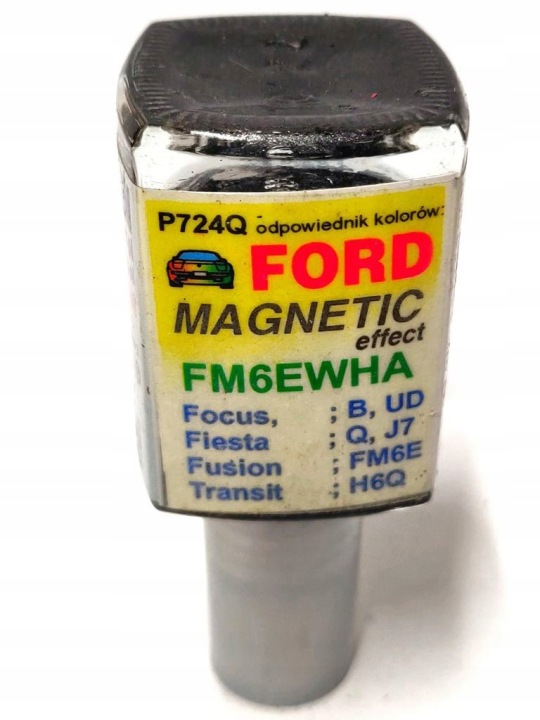 P724Q - odpowiednik kolorów:
FORD
MAGNETIC
effect
FM6EWHA
Focus, ; B, UD
Fiesta ; Q, J7
Fusion ; FM6E
Transit ; H6Q